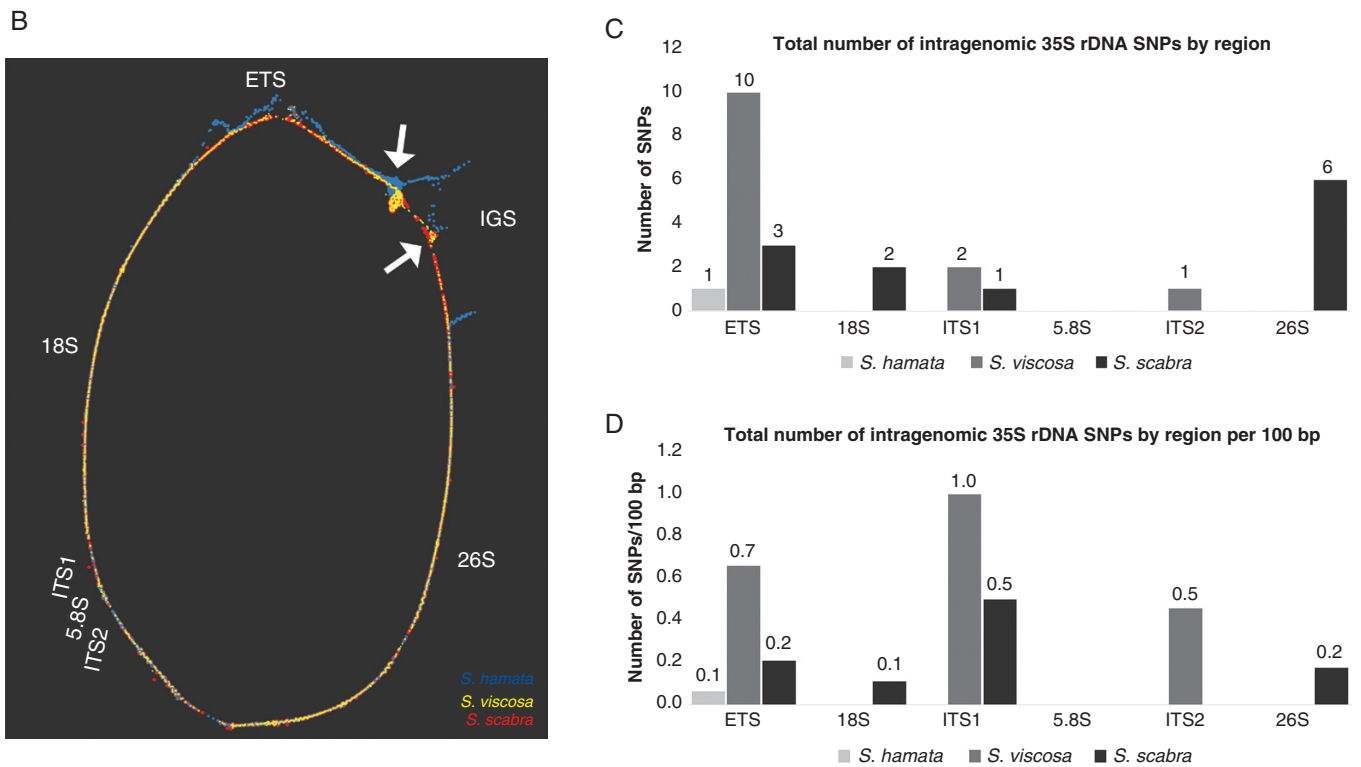 B
ETS
IGS
18S
26S
ITS1
5.8S
ITS2
S. hamata
S. viscosa
S. scabra
C
Total number of intragenomic 35S rDNA SNPs by region
Number of SNPs
12
10
8
6
4
2
0
1
10
3
2
2
1
1
6
ETS 18S ITS1 5.8S ITS2 26S
S. hamata S. viscosa S. scabra
D
Total number of intragenomic 35S rDNA SNPs by region per 100 bp
Number of SNPs/100 bp
1.2
1.0
0.8
0.6
0.4
0.2
0.0
0.1
0.7
0.2
0.1
1.0
0.5
0.5
0.2
ETS 18S ITS1 5.8S ITS2 26S
S. hamata S. viscosa S. scabra